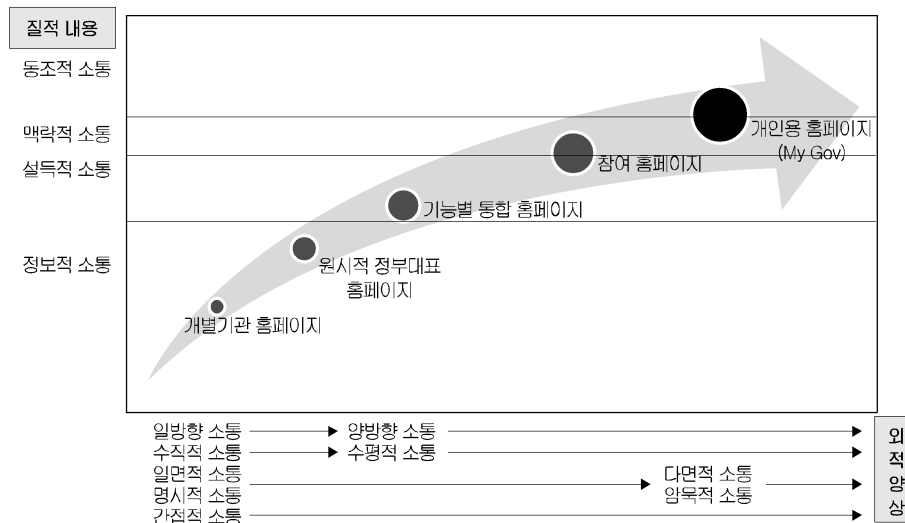 질적 내용
동조적 소통
맥락적 소통
설득적 소통
정보적 소통
개인용 홈페이지
(My Gov)
참여 홈페이지
기능별 통합 홈페이지
원시적 정부대표
홈페이지
개별기관 홈페이지
일방향 소통 양방향 소통
수직적 소통 수평적 소통
일면적 소통 다면적 소통
명시적 소통 암묵적 소통
간접적 소통
외
적
양
상